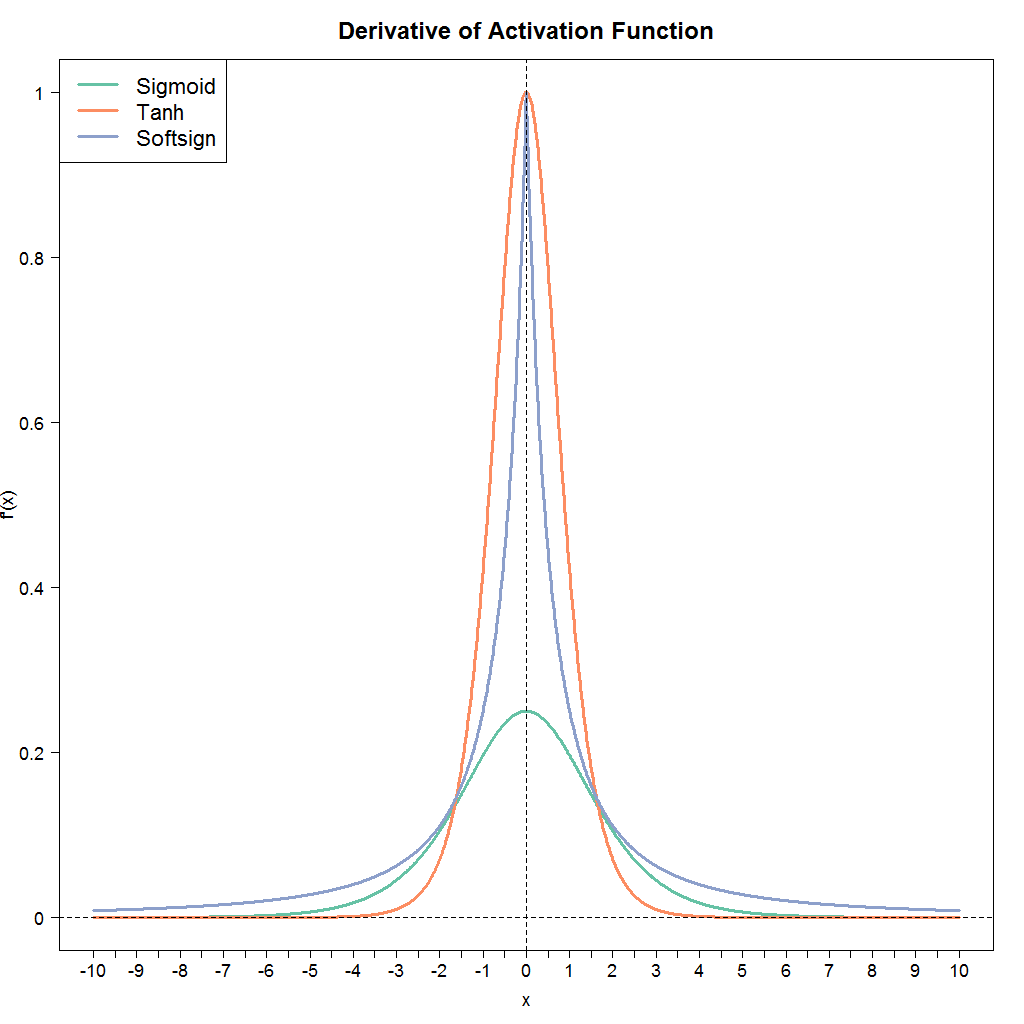 Derivative of Activation Function
Sigmoid
Tanh
Softsign
1
0.8
0.6
0.4
0.2
0
f'(x)
-10 -9 -8 -7 -6 -5 -4 -3 -2 -1 0 1 2 3 4 5 6 7 8 9 10
x